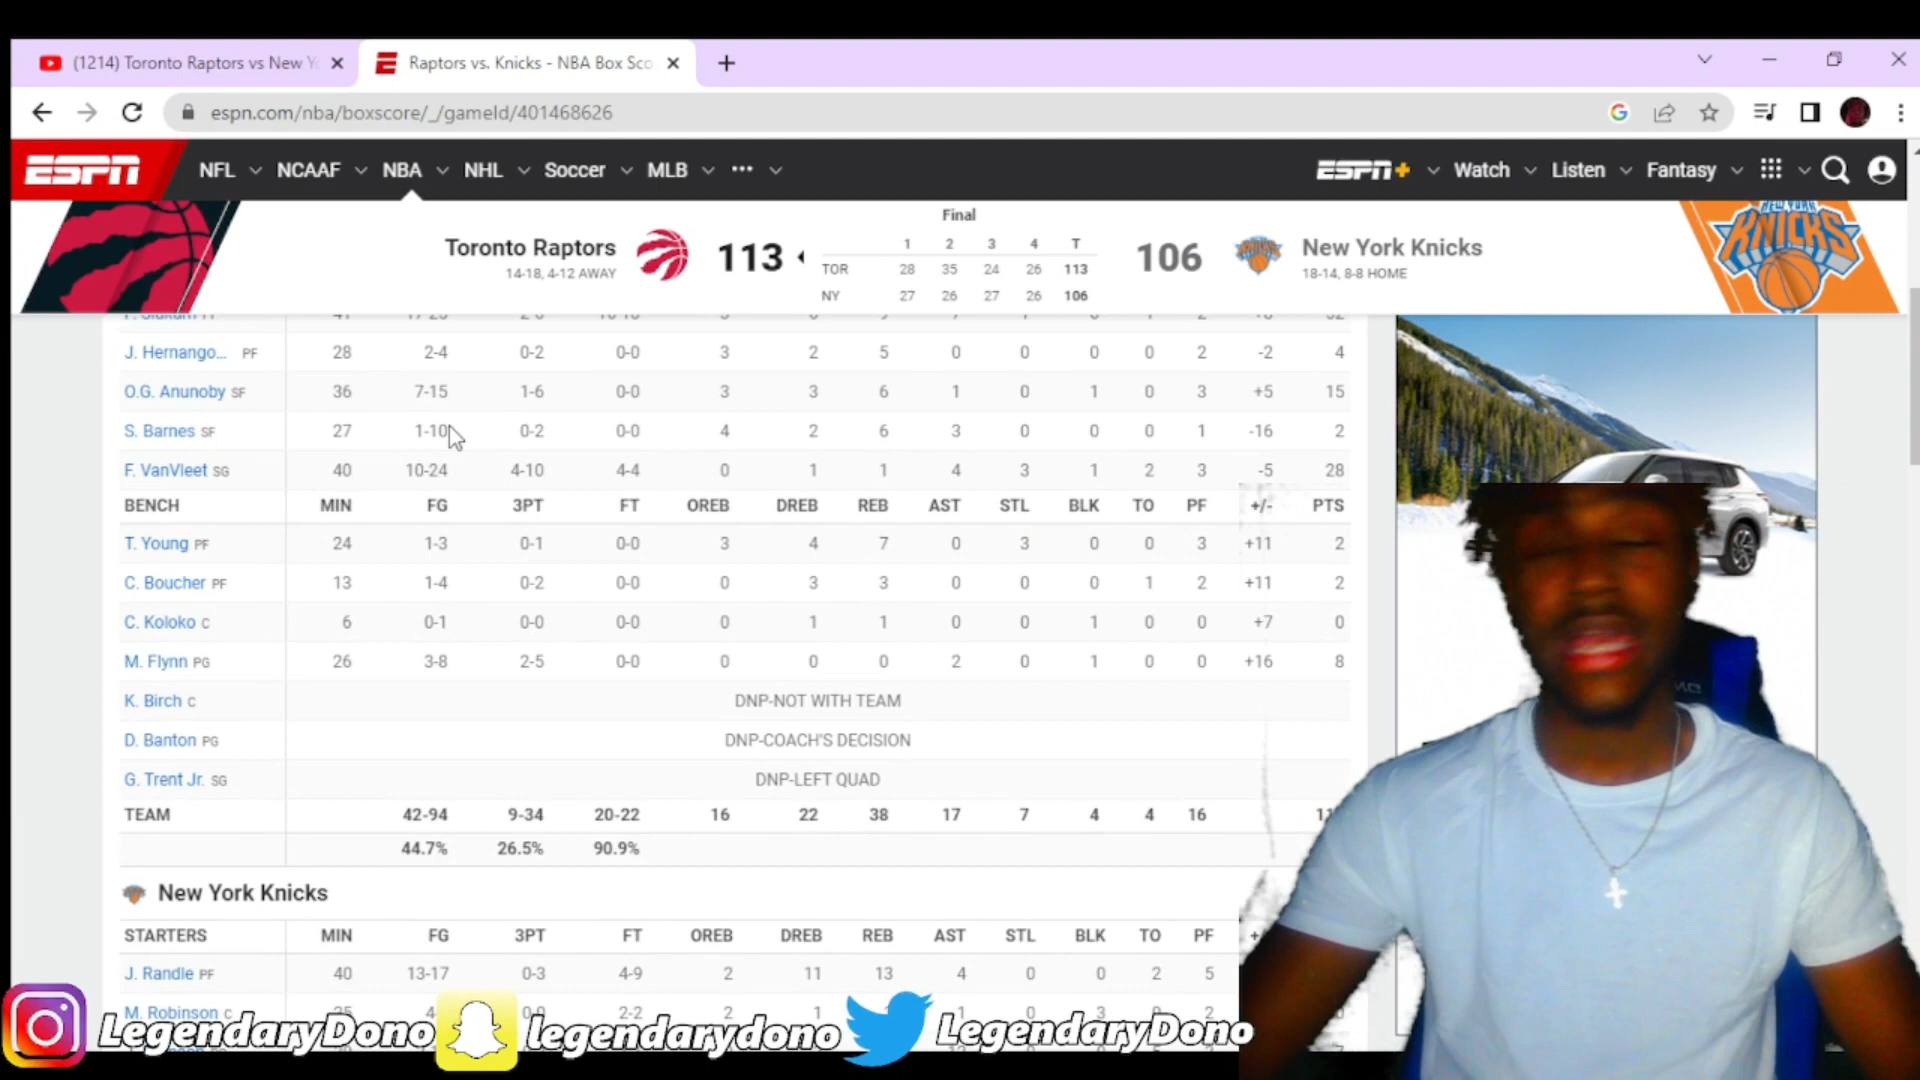 (1214) Toronto Raptors vs New Y
Raptors vs. Knicks - NBA Box Sco
espn.com/nba/boxscore/_/gameId/401468626
ESPN NFL NCAAF NBA NHL Soccer MLB ••• ESPN+ Watch Listen Fantasy
Final
Toronto Raptors 113 106 New York Knicks
14-18, 4-12 AWAY 18-14, 8-8 HOME
1 2 3 4 T
TOR 28 35 24 26 113
NY 27 26 27 26 106
NEW YORK
KNICKS
J. Hernango... PF 28 2-4 0-2 0-0 3 2 5 0 0 0 0 2 -2 4
O.G. Anunoby SF 36 7-15 1-6 0-0 3 3 6 1 0 1 0 3 +5 15
S. Barnes SF 27 1-10 0-2 0-0 4 2 6 3 0 0 0 1 -16 2
F. VanVleet SG 40 10-24 4-10 4-4 0 1 1 4 3 1 2 3 -5 28
BENCH MIN FG 3PT FT OREB DREB REB AST STL BLK TO PF +/- PTS
T. Young PF 24 1-3 0-1 0-0 3 4 7 0 3 0 0 3 +11 2
C. Boucher PF 13 1-4 0-2 0-0 0 3 3 0 0 0 1 2 +11 2
C. Koloko C 6 0-1 0-0 0-0 0 1 1 0 0 1 0 0 +7 0
M. Flynn PG 26 3-8 2-5 0-0 0 0 0 2 0 1 0 0 +16 8
K. Birch C DNP-NOT WITH TEAM
D. Banton PG DNP-COACH'S DECISION
G. Trent Jr. SG DNP-LEFT QUAD
TEAM 42-94 9-34 20-22 16 22 38 17 7 4 4 16
44.7% 26.5% 90.9%
New York Knicks
STARTERS MIN FG 3PT FT OREB DREB REB AST STL BLK TO PF
J. Randle PF 40 13-17 0-3 4-9 2 11 13 4 0 0 2 5
M. Robinson C 2-2 2
LegendaryDono legendarydono LegendaryDono